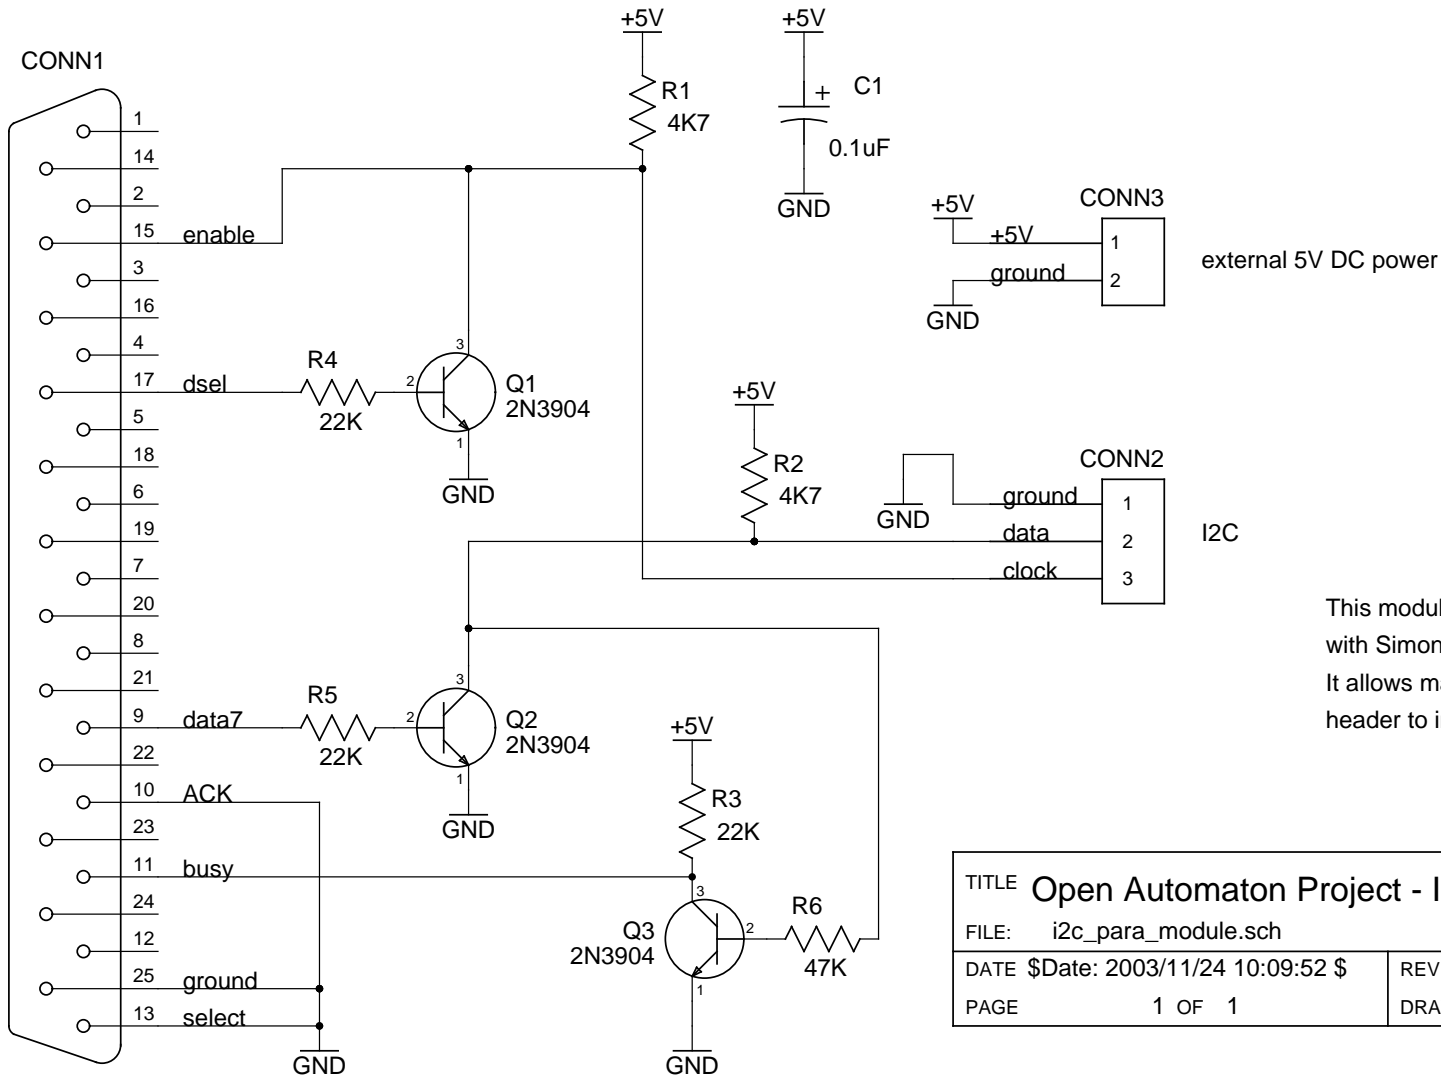 CONN1
1
14
2
15 enable
3
16
4
17 dsel
5
18
6
19
7
20
8
21
9 data7
22
10 ACK
23
11 busy
24
12
25 ground
13 select
GND
+5V
R1
4K7
+5V
+ C1
0.1uF
GND
+5V
CONN3
+5V 1
ground 2
GND
external 5V DC power
R4
22K
3
2
1
Q1
2N3904
GND
+5V
R2
4K7
CONN2
GND
ground 1
data 2
clock 3
I2C
R5
22K
3
2
1
Q2
2N3904
GND
+5V
R3
22K
3
2
1
Q3
2N3904
R6
47K
GND
This modul
with Simon
It allows m
header to i
TITLE Open Automaton Project - I
FILE: i2c_para_module.sch
DATE $Date: 2003/11/24 10:09:52 $ REV
PAGE 1 OF 1 DRA